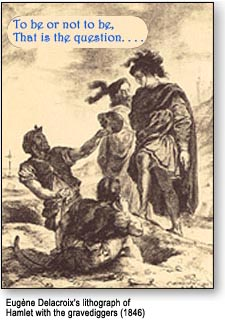 To be or not to be,
That is the question. . . .
Eugène Delacroix's lithograph of
Hamlet with the gravediggers (1846)